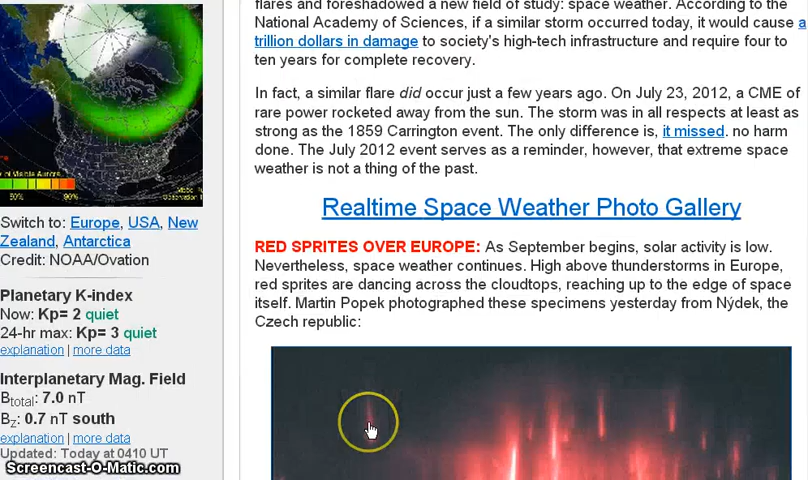 of Visible Aurora
50%
90%
Switch to: Europe, USA, New
Zealand, Antarctica
Credit: NOAA/Ovation
Planetary K-index
Now: Kp= 2 quiet
24-hr max: Kp= 3 quiet
explanation | more data
Interplanetary Mag. Field
Btotal: 7.0 nT
Bz: 0.7 nT south
explanation | more data
Updated: Today at 0410 UT
Screencast-O-Matic.com
flares and foreshadowed a new field of study: space weather. According to the
National Academy of Sciences, if a similar storm occurred today, it would cause a
trillion dollars in damage to society's high-tech infrastructure and require four to
ten years for complete recovery.
In fact, a similar flare did occur just a few years ago. On July 23, 2012, a CME of
rare power rocketed away from the sun. The storm was in all respects at least as
strong as the 1859 Carrington event. The only difference is, it missed. no harm
done. The July 2012 event serves as a reminder, however, that extreme space
weather is not a thing of the past.
Realtime Space Weather Photo Gallery
RED SPRITES OVER EUROPE: As September begins, solar activity is low.
Nevertheless, space weather continues. High above thunderstorms in Europe,
red sprites are dancing across the cloudtops, reaching up to the edge of space
itself. Martin Popek photographed these specimens yesterday from Nýdek, the
Czech republic: